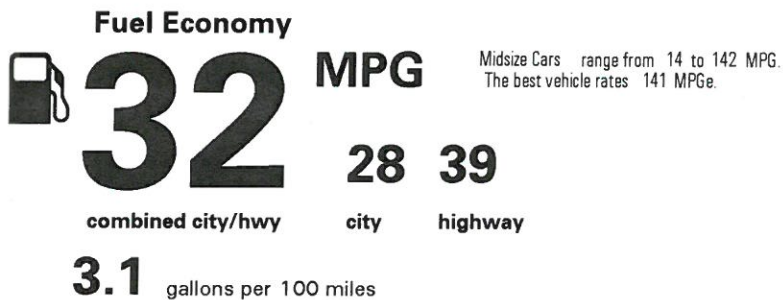 Fuel Economy
32 MPG
Midsize Cars range from 14 to 142 MPG.
The best vehicle rates 141 MPGe.
28 39
combined city/hwy city highway
3.1 gallons per 100 miles